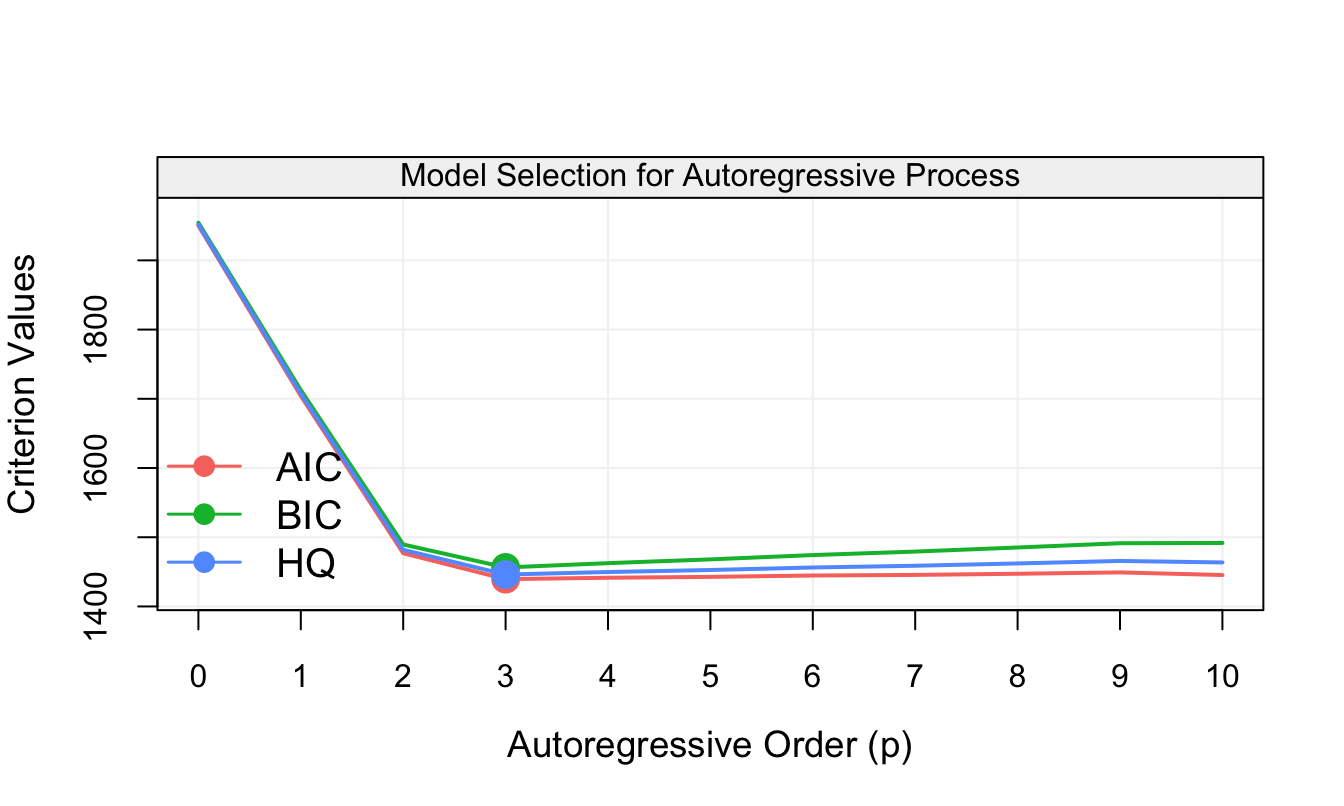 Model Selection for Autoregressive Process
Criterion Values
1800
1600
1400
AIC
BIC
HQ
0 1 2 3 4 5 6 7 8 9 10
Autoregressive Order (p)